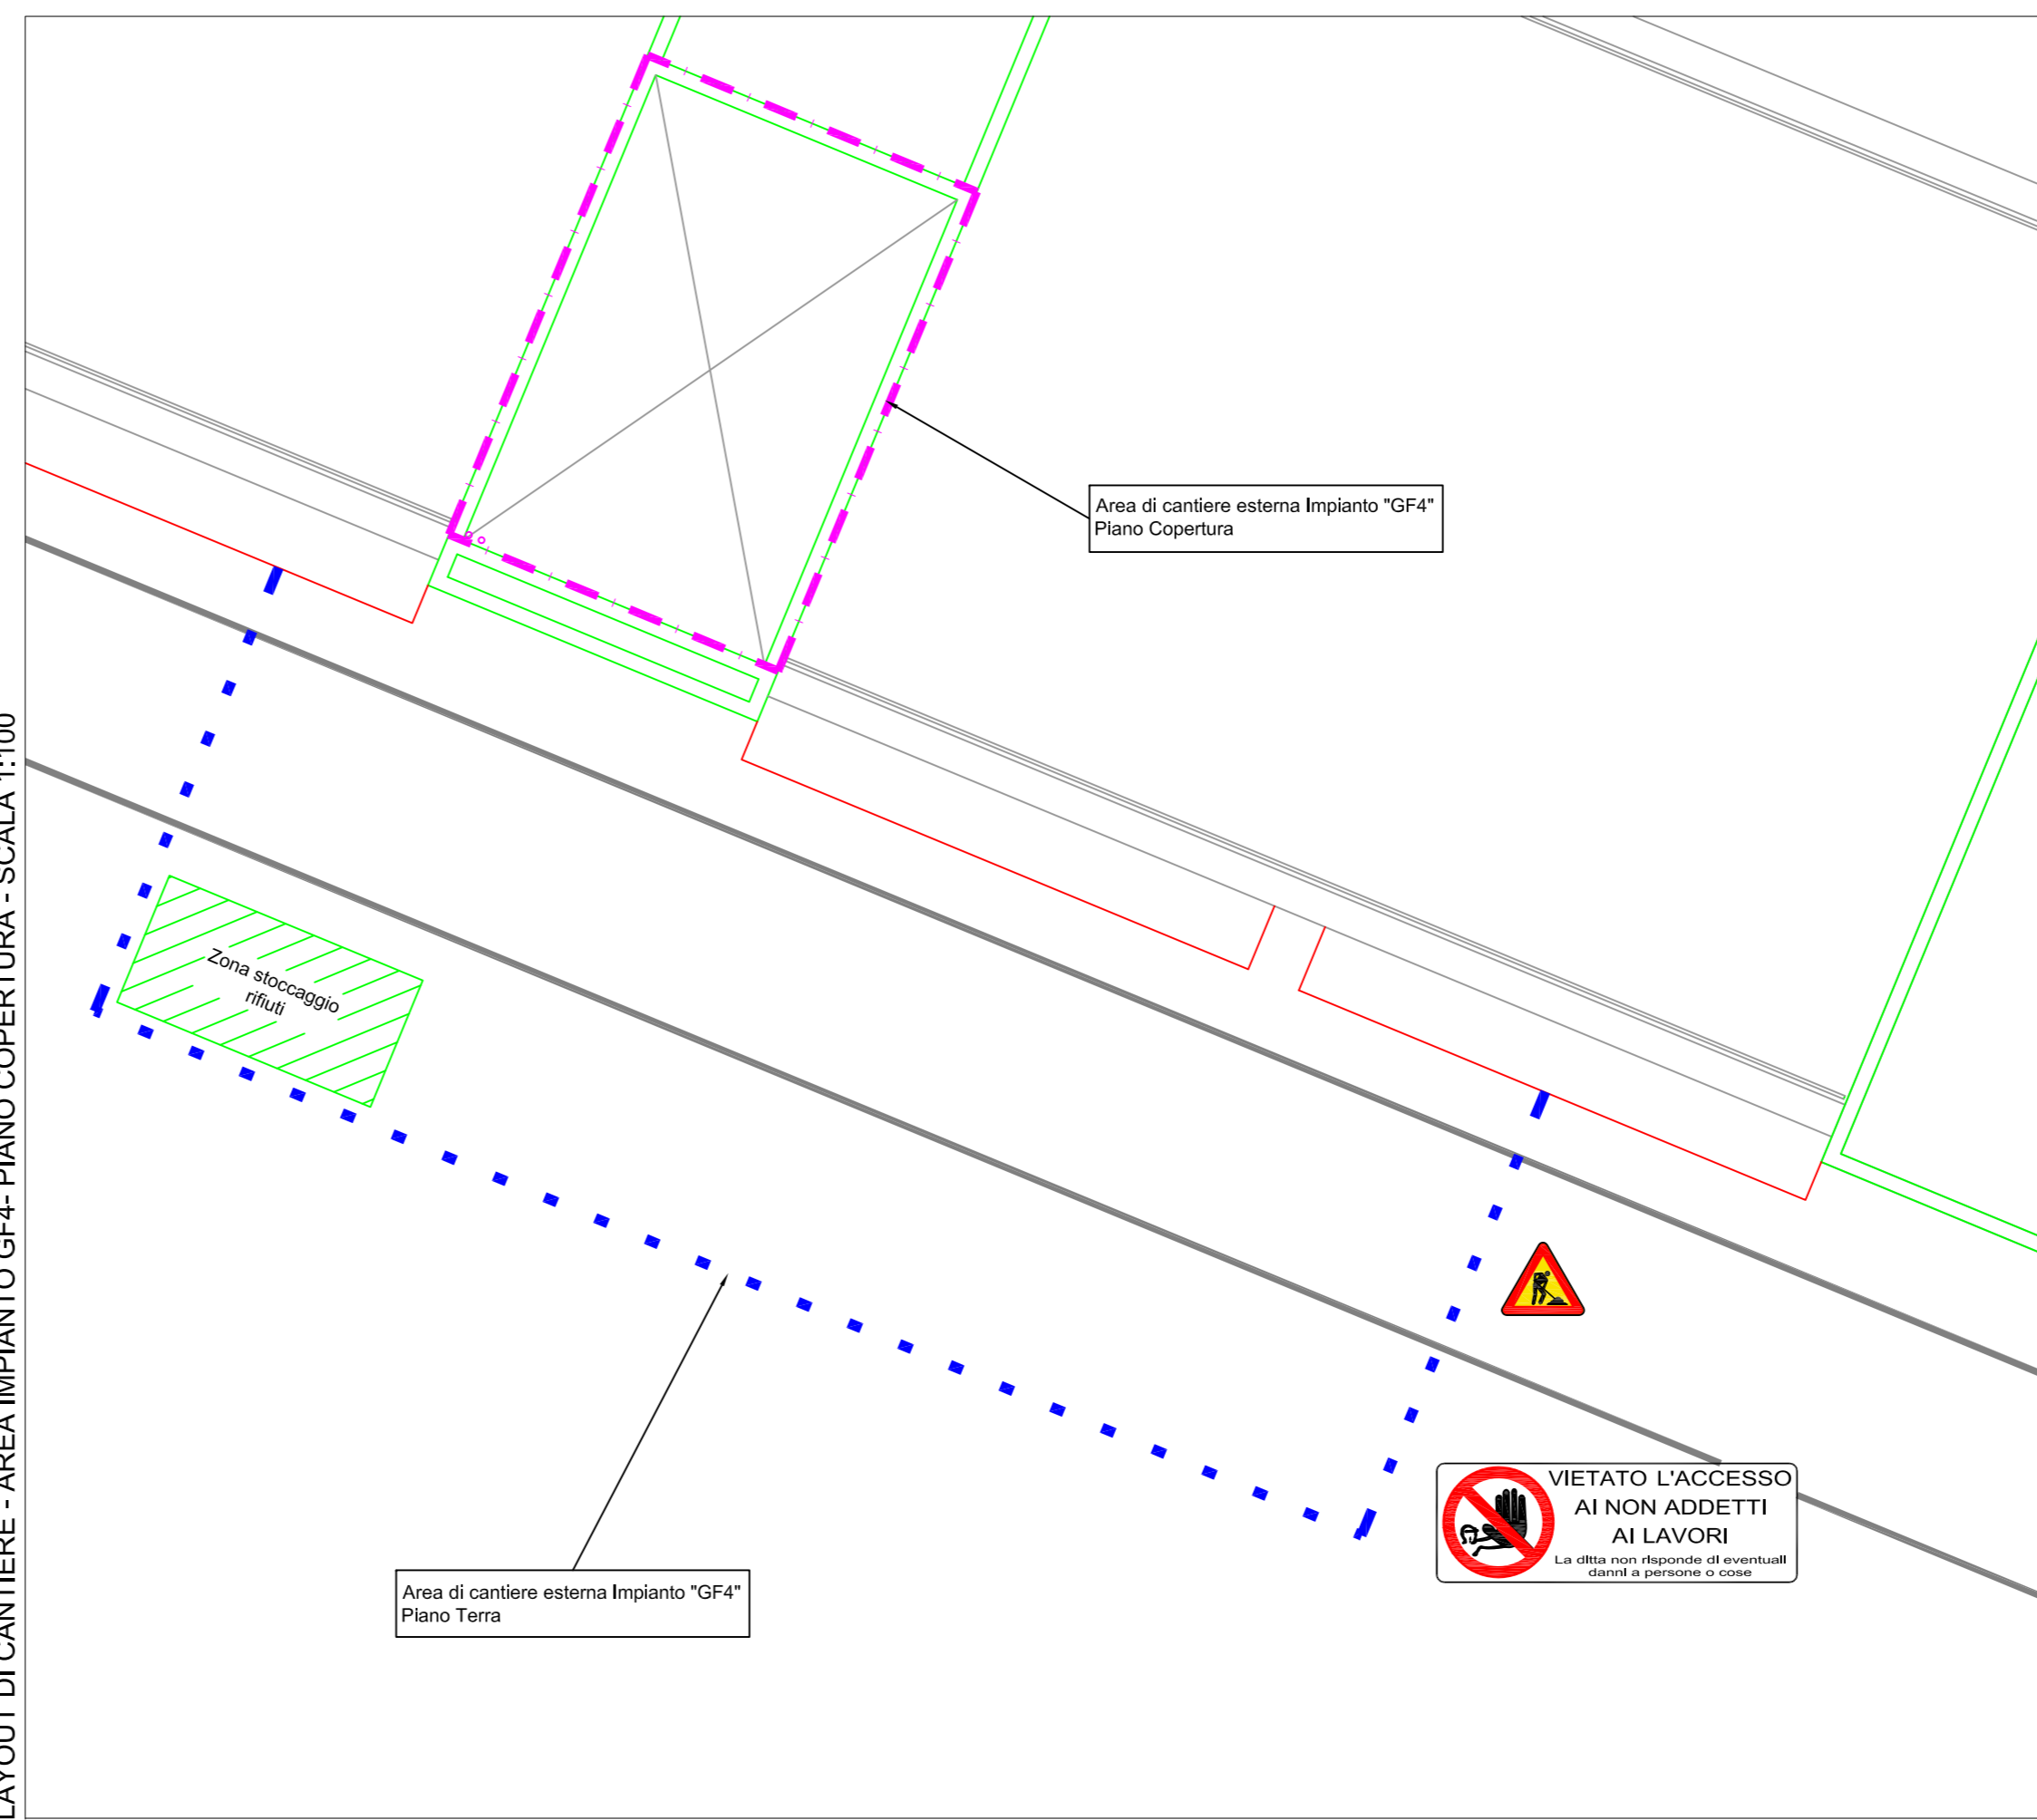 LAYOUT DI CANTIERE - AREA IMPIANTO GF4- PIANO COPERTURA - SCALA 1:100
Area di cantiere esterna Impianto "GF4"
Piano Copertura
Zona stoccaggio
rifiuti
VIETATO L'ACCESSO
AI NON ADDETTI
AI LAVORI
La ditta non risponde di eventuali
danni a persone o cose
Area di cantiere esterna Impianto "GF4"
Piano Terra